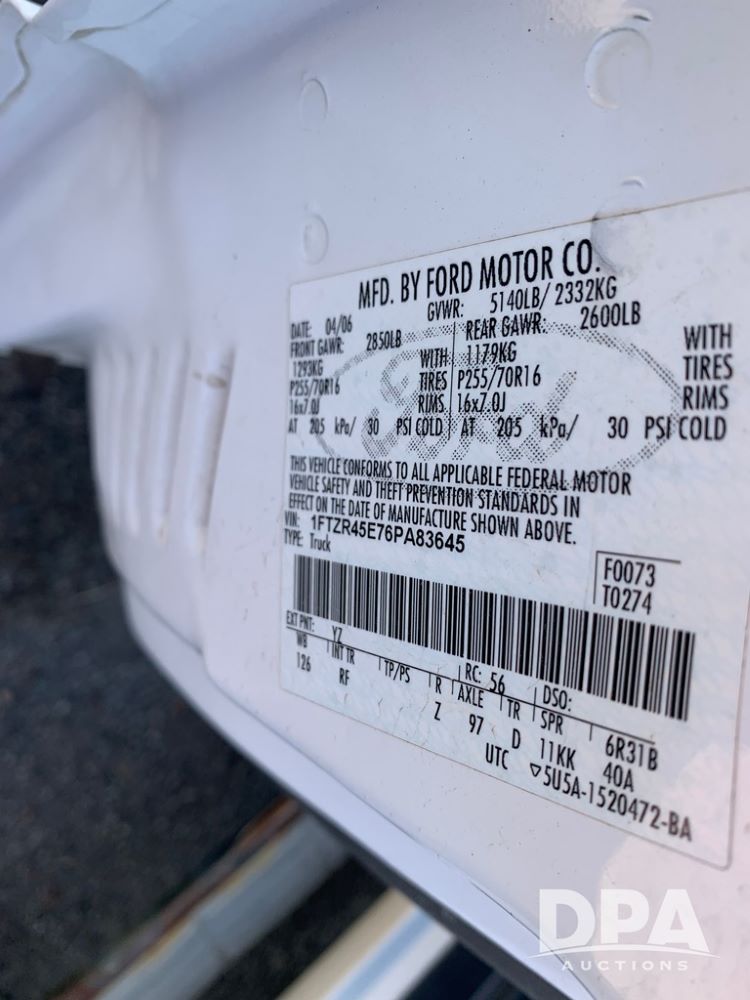 MFD. BY FORD MOTOR CO.
DATE: 04/06 GVWR: 5140LB/ 2332KG
FRONT GAWR: 2850LB REAR GAWR: 2600LB
1293KG WITH 1179KG WITH
P255/70R16 TIRES P255/70R16 TIRES
16x7.0J RIMS 16x7.0J RIMS
AT 205 kPa/ 30 PSI COLD AT 205 kPa/ 30 PSI COLD
Ford
THIS VEHICLE CONFORMS TO ALL APPLICABLE FEDERAL MOTOR
VEHICLE SAFETY AND THEFT PREVENTION STANDARDS IN
EFFECT ON THE DATE OF MANUFACTURE SHOWN ABOVE.
VIN: 1FTZR45E76PA83645
TYPE: Truck
F0073
T0274
EXT PNT: YZ RC: 56 DSO:
WB INT TR TP/PS R AXLE TR SPR 6R31B
126 RF Z 97 D 11KK 40A
UTC ▽5U5A-1520472-BA
DPA
AUCTIONS